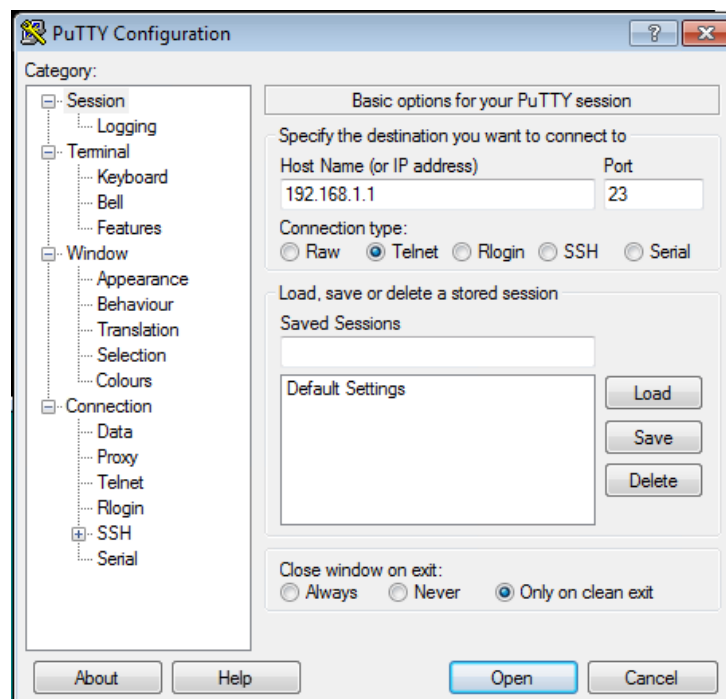 PuTTY Configuration
?
Category:
Session
Logging
Terminal
Keyboard
Bell
Features
Window
Appearance
Behaviour
Translation
Selection
Colours
Connection
Data
Proxy
Telnet
Rlogin
SSH
Serial
Basic options for your PuTTY session
Specify the destination you want to connect to
Host Name (or IP address) Port
192.168.1.1 23
Connection type:
Raw Telnet Rlogin SSH Serial
Load, save or delete a stored session
Saved Sessions
Default Settings
Load
Save
Delete
Close window on exit:
Always Never Only on clean exit
About Help Open Cancel